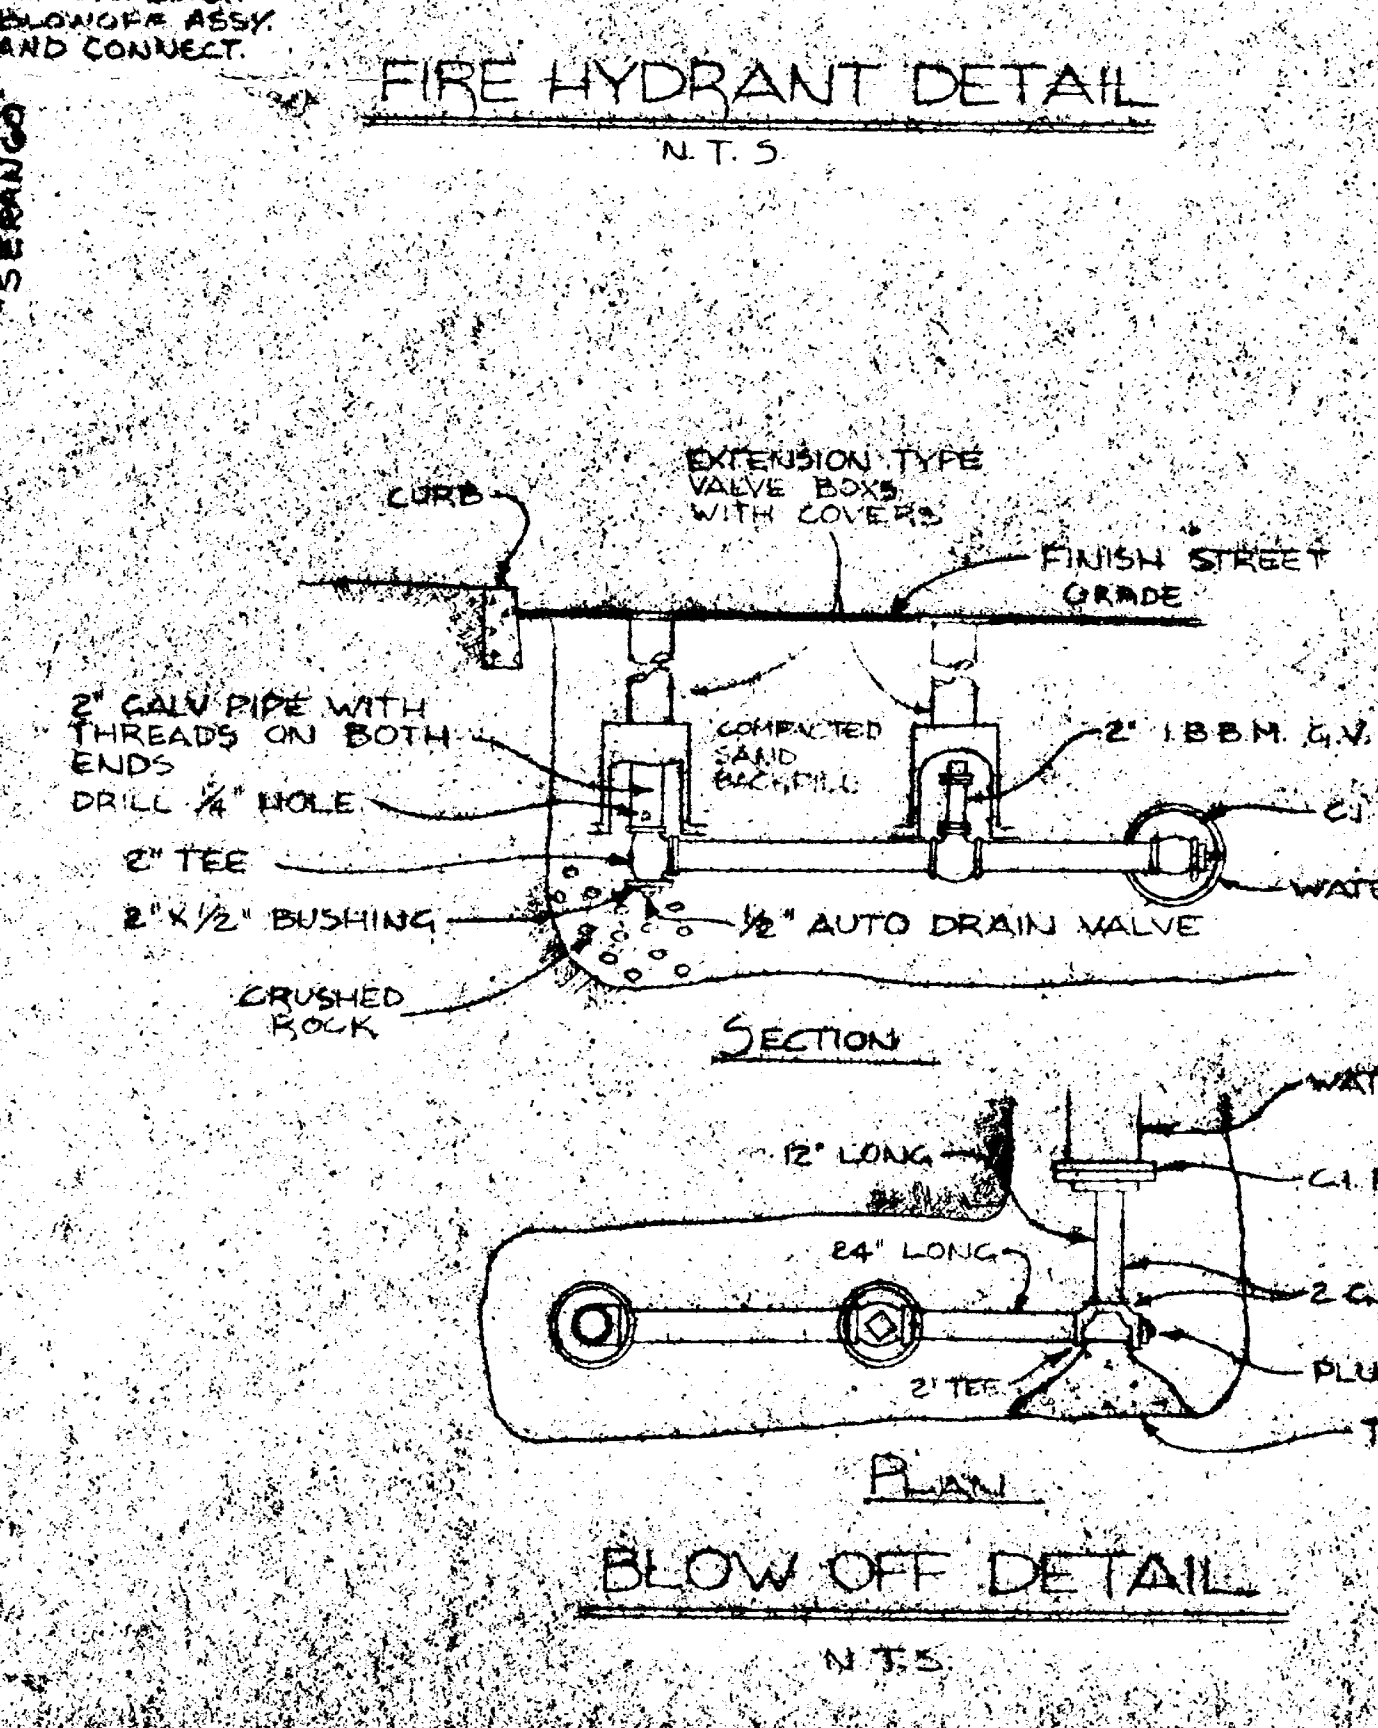 BLOWOFF ASSY.
AND CONNECT.
FIRE HYDRANT DETAIL
N.T.S
EXTENSION TYPE
VALVE BOXS
WITH COVERS
CURB
FINISH STREET
GRADE
2" GALV PIPE WITH
THREADS ON BOTH
ENDS
COMPACTED
SAND
BACKFILL
2" I.B.B.M. G.V.
DRILL 1/4" HOLE
C.I.
2" TEE
2" X 1/2" BUSHING
1/2" AUTO DRAIN VALVE
CRUSHED
ROCK
SECTION
12" LONG
C.I.
24" LONG
2" TEE
PLAN
BLOW OFF DETAIL
N.T.S.